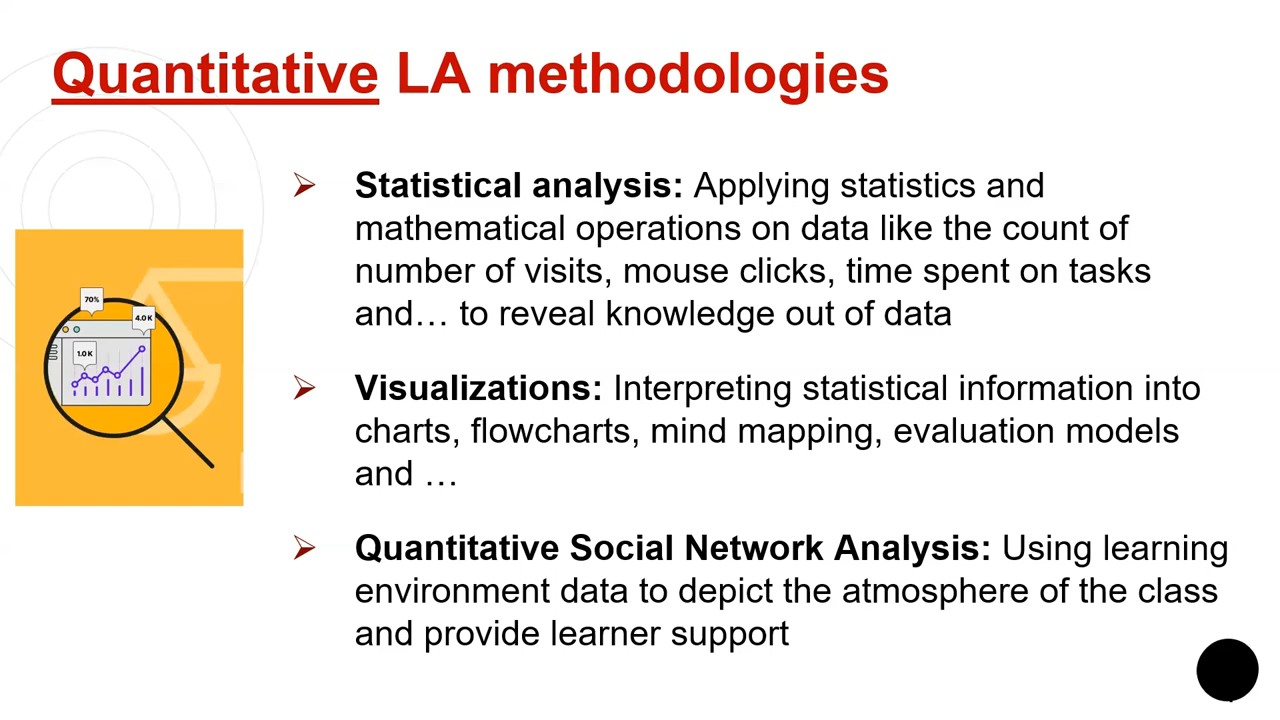 Quantitative LA methodologies
Statistical analysis: Applying statistics and
mathematical operations on data like the count of
number of visits, mouse clicks, time spent on tasks
and… to reveal knowledge out of data
70%
4.0 K
1.0 K
Visualizations: Interpreting statistical information into
charts, flowcharts, mind mapping, evaluation models
and …
Quantitative Social Network Analysis: Using learning
environment data to depict the atmosphere of the class
and provide learner support